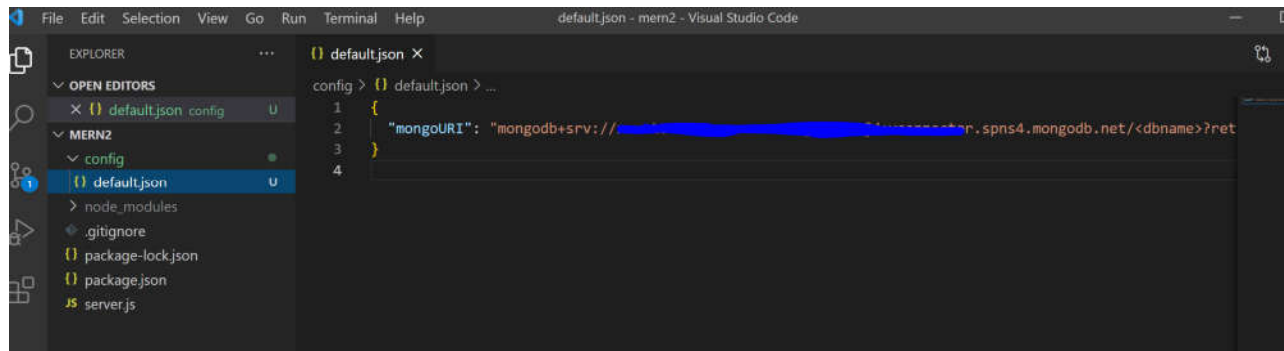 File Edit Selection View Go Run Terminal Help default.json - mern2 - Visual Studio Code
EXPLORER ...
OPEN EDITORS
{} default.json config U
MERN2
config
{} default.json U
node_modules
.gitignore
{} package-lock.json
{} package.json
JS server.js
1
{} default.json
config > {} default.json > ...
1 {
2 "mongoURI": "mongodb+srv:// r.spns4.mongodb.net/<dbname>?ret
3 }
4